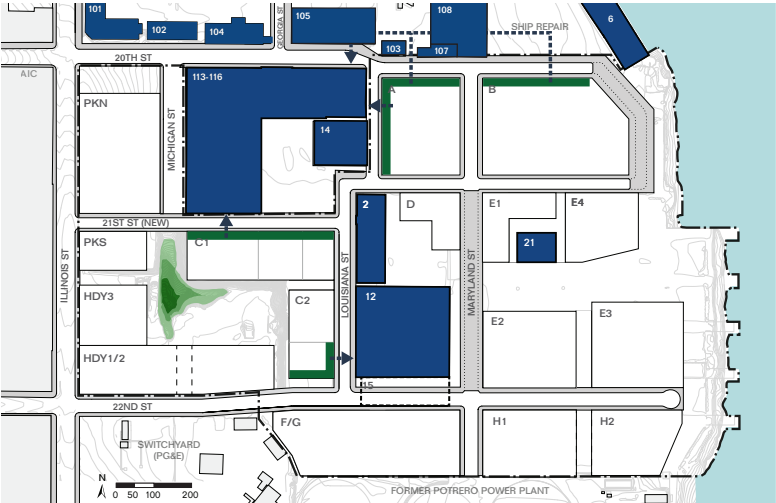 101
102
104
GEORGIA ST
105
103
107
108
SHIP REPAIR
6
20TH ST
AIC
PKN
MICHIGAN ST
113-116
14
A
B
21ST ST (NEW)
PKS
C1
2
D
E1
E4
21
ILLINOIS ST
HDY3
C2
LOUISIANA ST
12
MARYLAND ST
E2
E3
HDY1/2
15
22ND ST
F/G
H1
H2
SWITCHYARD
(PG&E)
N
0 50 100 200
FORMER POTRERO POWER PLANT